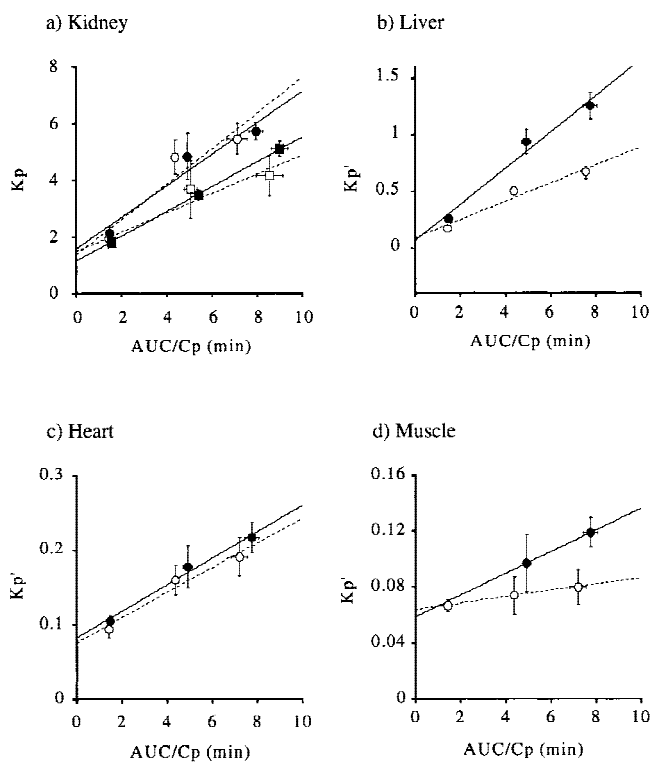 a) Kidney
8
6
4
2
0
Kp
0 2 4 6 8 10
AUC/Cp (min)
b) Liver
1.5
1
0.5
0
Kp'
0 2 4 6 8 10
AUC/Cp (min)
c) Heart
0.3
0.2
0.1
0
Kp'
0 2 4 6 8 10
AUC/Cp (min)
d) Muscle
0.16
0.12
0.08
0.04
0
Kp'
0 2 4 6 8 10
AUC/Cp (min)